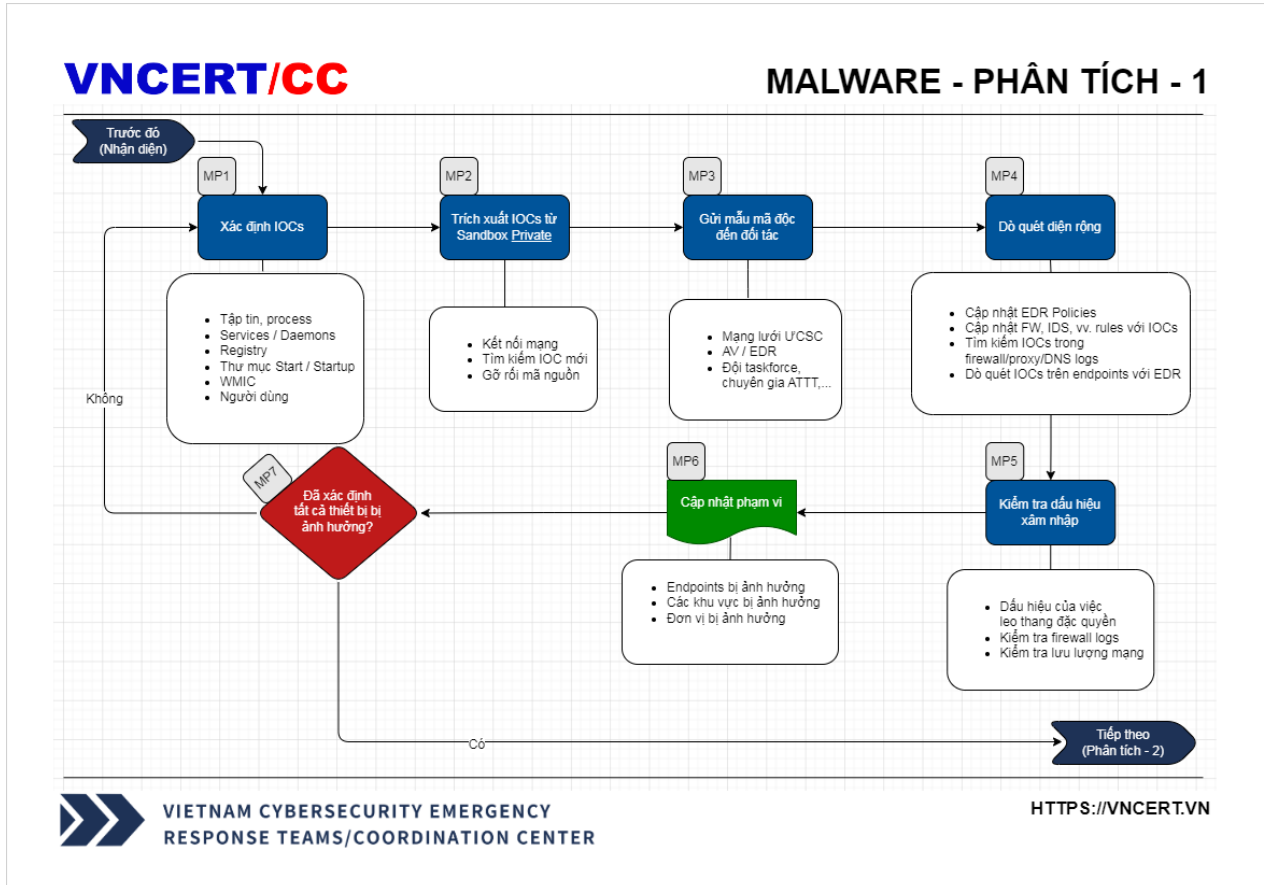 VNCERT/CC
MALWARE - PHÂN TÍCH - 1
Trước đó
(Nhận diện)
MP1
Xác định IOCs
• Tập tin, process
• Services / Daemons
• Registry
• Thư mục Start / Startup
• WMIC
• Người dùng
MP2
Trích xuất IOCs từ
Sandbox Private
• Kết nối mạng
• Tìm kiếm IOC mới
• Gỡ rối mã nguồn
MP3
Gửi mẫu mã độc
đến đối tác
• Mạng lưới ƯCSC
• AV / EDR
• Đội taskforce,
chuyên gia ATTT,...
MP4
Dò quét diện rộng
• Cập nhật EDR Policies
• Cập nhật FW, IDS, vv. rules với IOCs
• Tìm kiếm IOCs trong
firewall/proxy/DNS logs
• Dò quét IOCs trên endpoints với EDR
MP5
Kiểm tra dấu hiệu
xâm nhập
• Dấu hiệu của việc
leo thang đặc quyền
• Kiểm tra firewall logs
• Kiểm tra lưu lượng mạng
MP6
Cập nhật phạm vi
• Endpoints bị ảnh hưởng
• Các khu vực bị ảnh hưởng
• Đơn vị bị ảnh hưởng
MP7
Đã xác định
tất cả thiết bị bị
ảnh hưởng?
Không
Có
Tiếp theo
(Phân tích - 2)
VIETNAM CYBERSECURITY EMERGENCY
RESPONSE TEAMS/COORDINATION CENTER
HTTPS://VNCERT.VN